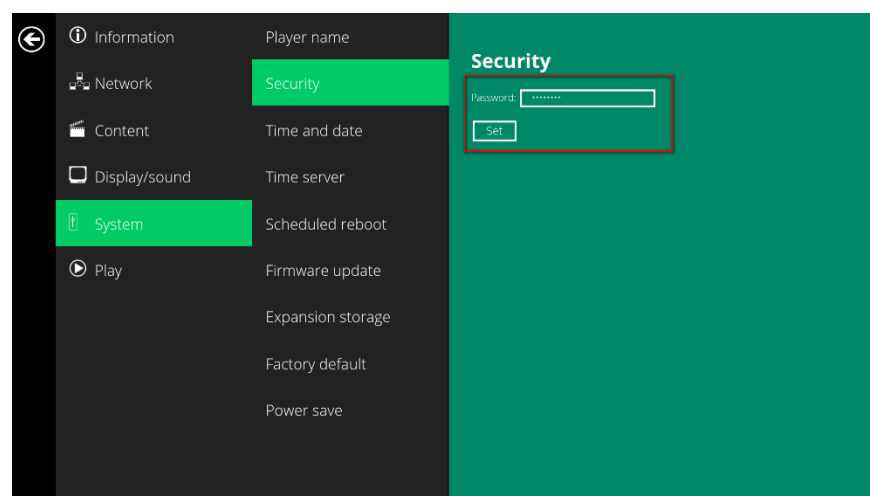 Information
Network
Content
Display/sound
System
Play
Player name
Security
Time and date
Time server
Scheduled reboot
Firmware update
Expansion storage
Factory default
Power save
Security
Password: ········
Set